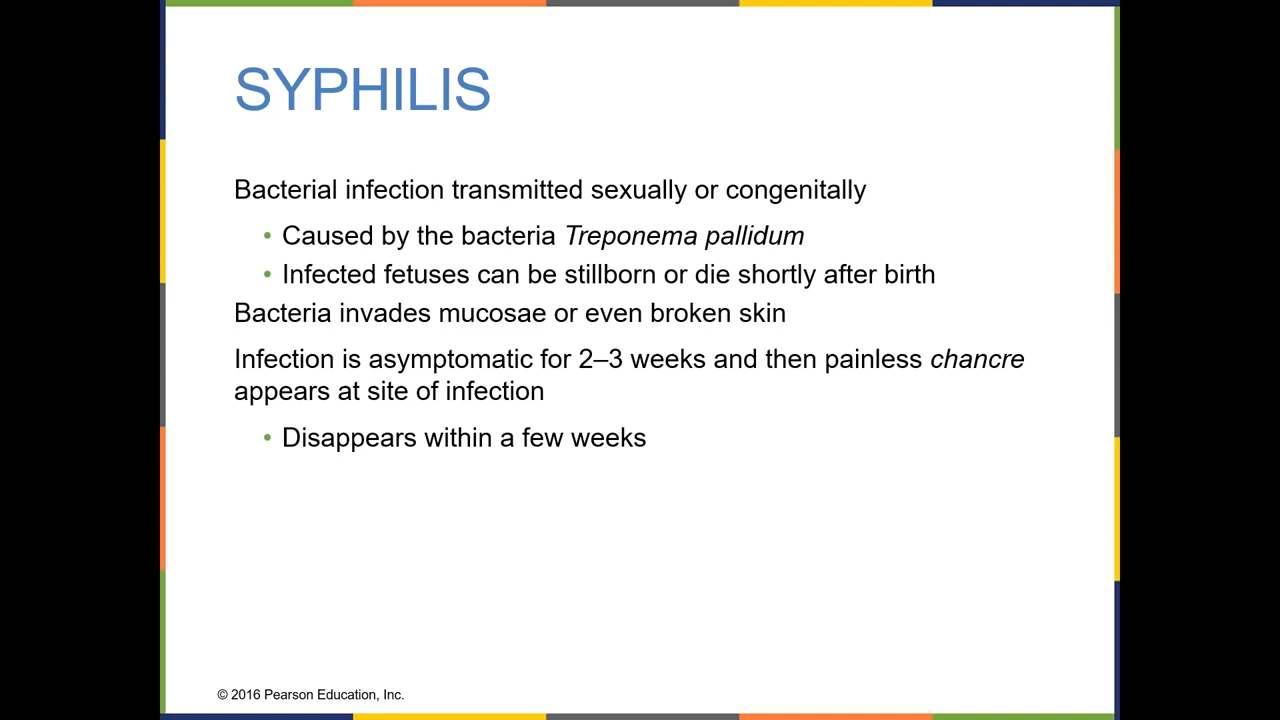 SYPHILIS
Bacterial infection transmitted sexually or congenitally
• Caused by the bacteria Treponema pallidum
• Infected fetuses can be stillborn or die shortly after birth
Bacteria invades mucosae or even broken skin
Infection is asymptomatic for 2–3 weeks and then painless chancre
appears at site of infection
• Disappears within a few weeks
© 2016 Pearson Education, Inc.